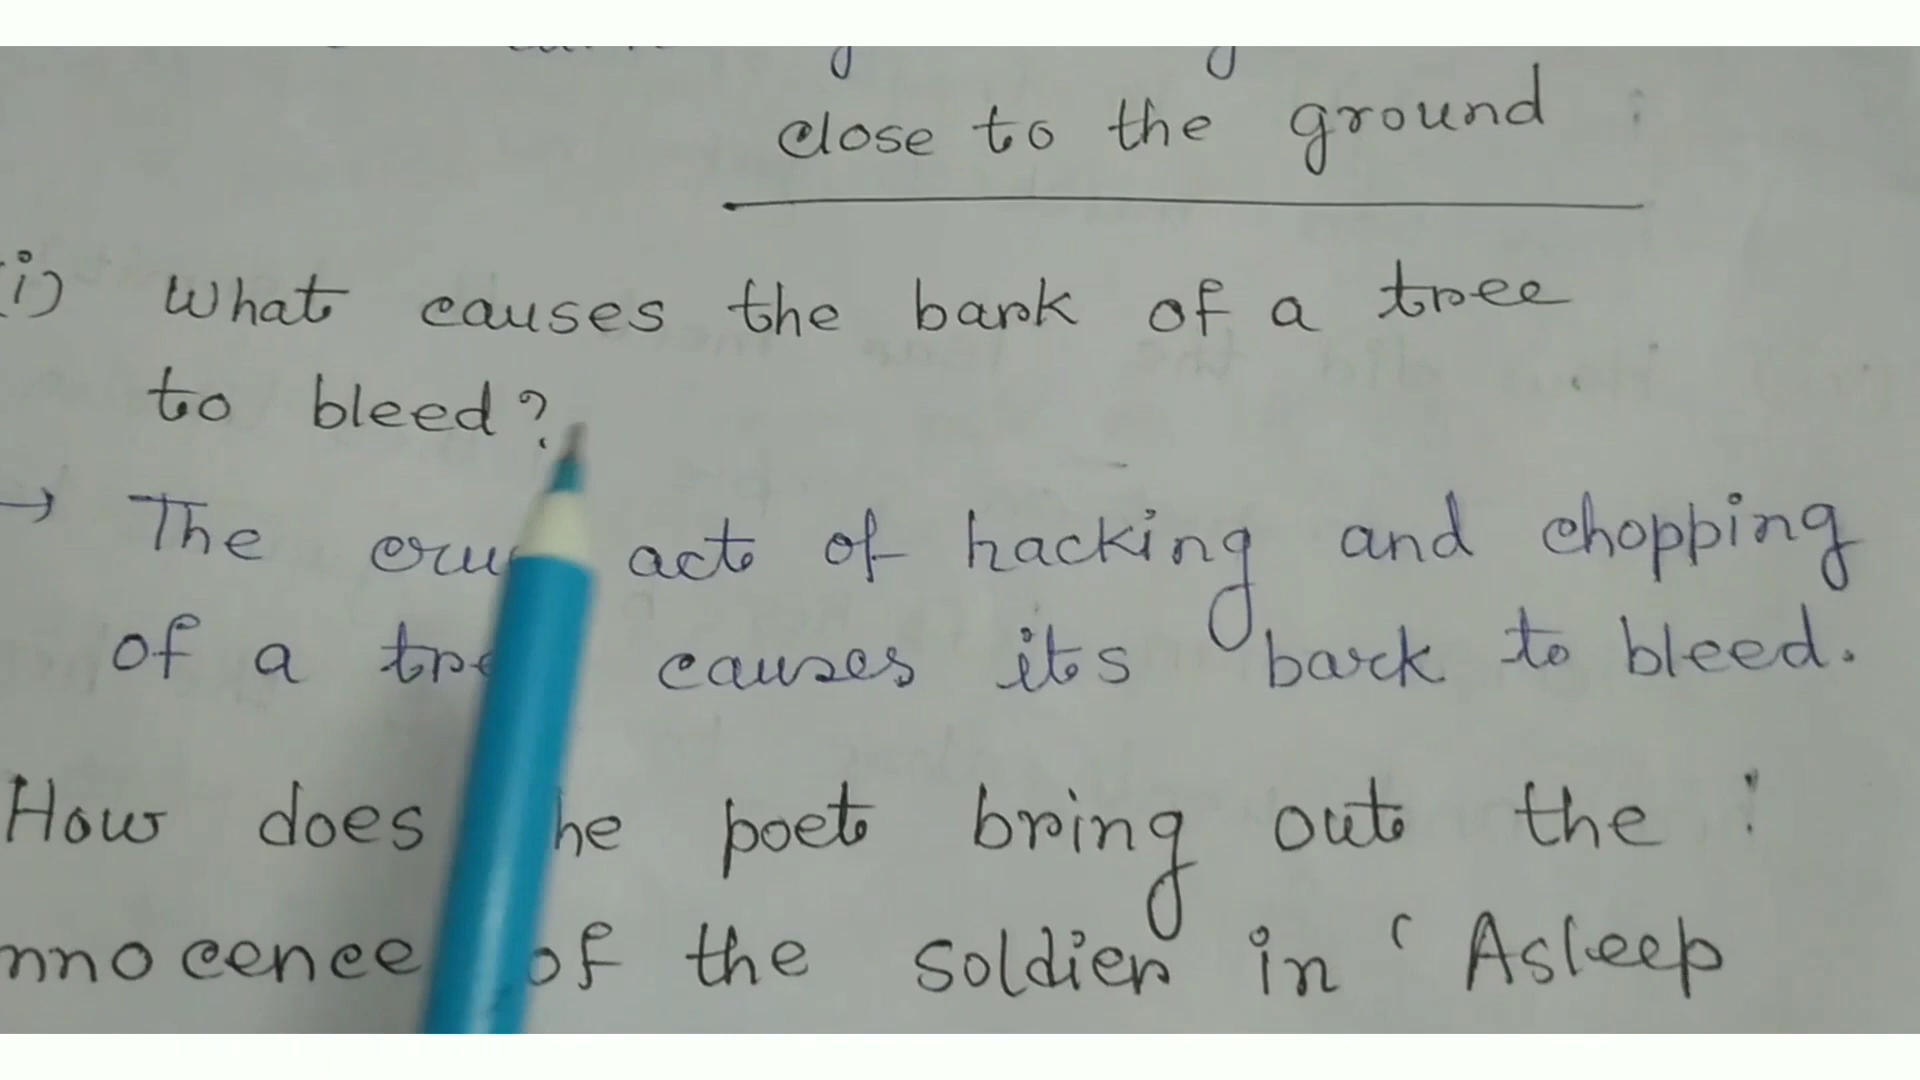 close to the ground
i) What causes the bark of a tree
to bleed?
→ The act of hacking and chopping
of a causes its bark to bleed.
How does poet bring out the
of the soldier in ' Asleep